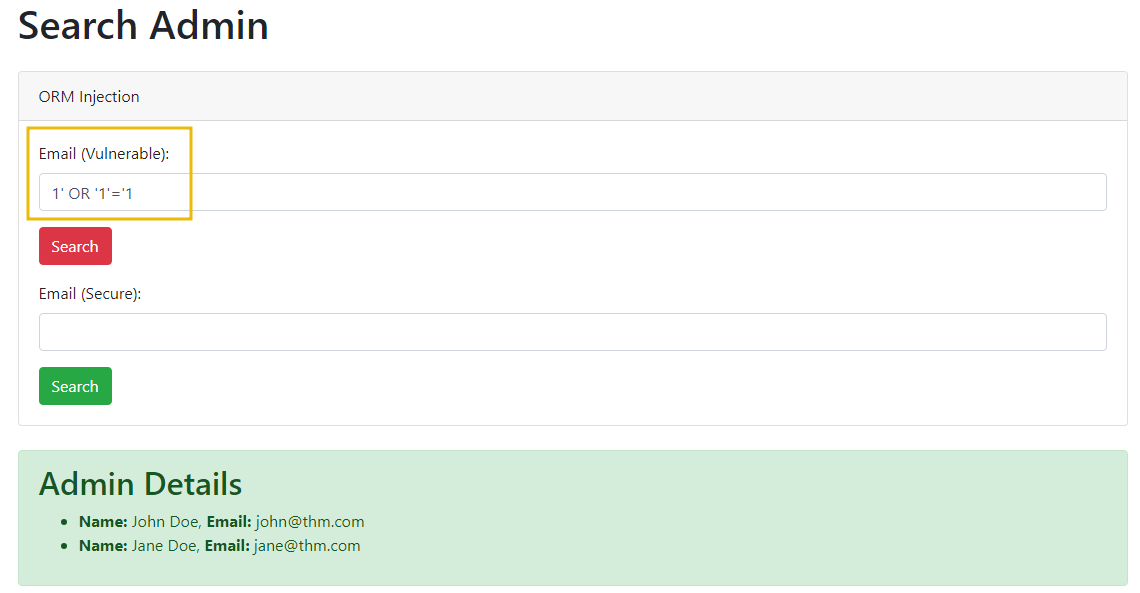 Search Admin
ORM Injection
Email (Vulnerable):
1' OR '1'='1
Search
Email (Secure):
Search
Admin Details
Name: John Doe, Email: john@thm.com
Name: Jane Doe, Email: jane@thm.com